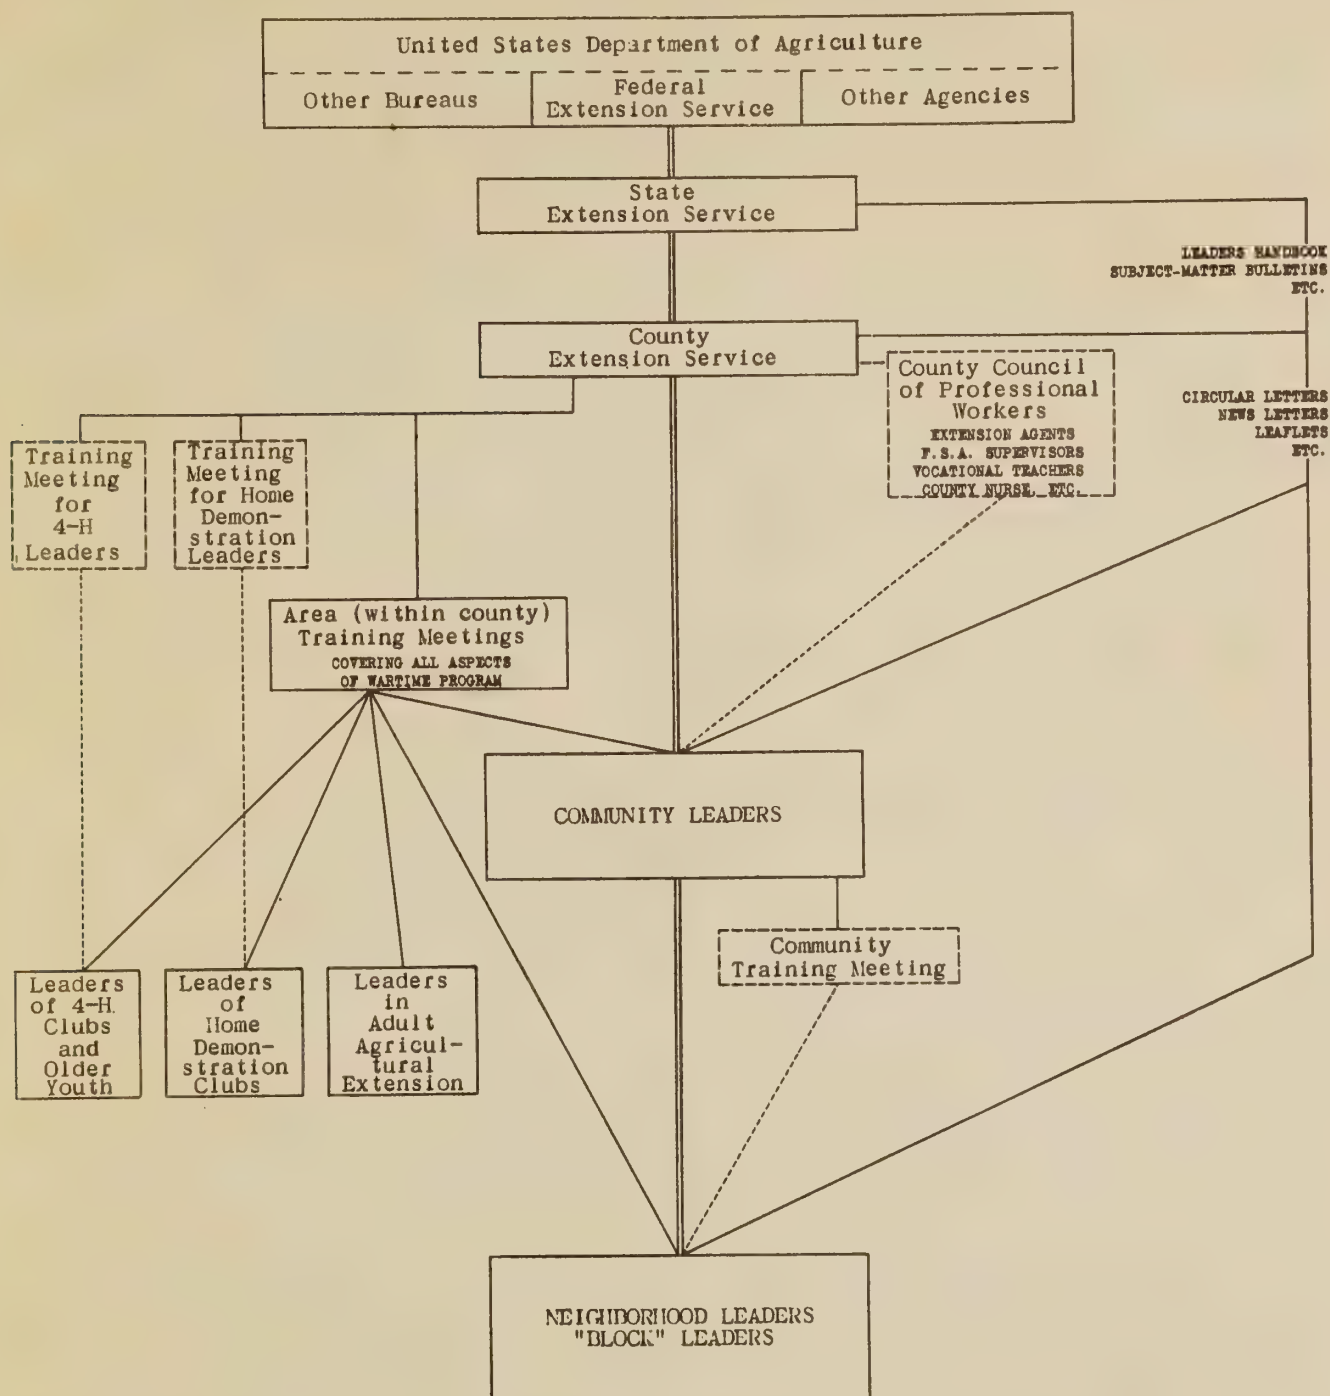 United States Department of Agriculture
Other Bureaus
Federal
Extension Service
Other Agencies
State
Extension Service
LEADERS HANDBOOK
SUBJECT-MATTER BULLETINS
ETC.
County
Extension Service
County Council
of Professional
Workers
EXTENSION AGENTS
F.S.A. SUPERVISORS
VOCATIONAL TEACHERS
COUNTY NURSE, ETC.
CIRCULAR LETTERS
NEWS LETTERS
LEAFLETS
ETC.
Training
Meeting
for
4-H
Leaders
Training
Meeting
for Home
Demon-
stration
Leaders
Area (within county)
Training Meetings
COVERING ALL ASPECTS
OF WARTIME PROGRAM
COMMUNITY LEADERS
Community
Training Meeting
Leaders
of 4-H.
Clubs
and
Older
Youth
Leaders
of
Home
Demon-
stration
Clubs
Leaders
in
Adult
Agricul-
tural
Extension
NEIGHBORHOOD LEADERS
"BLOCK" LEADERS